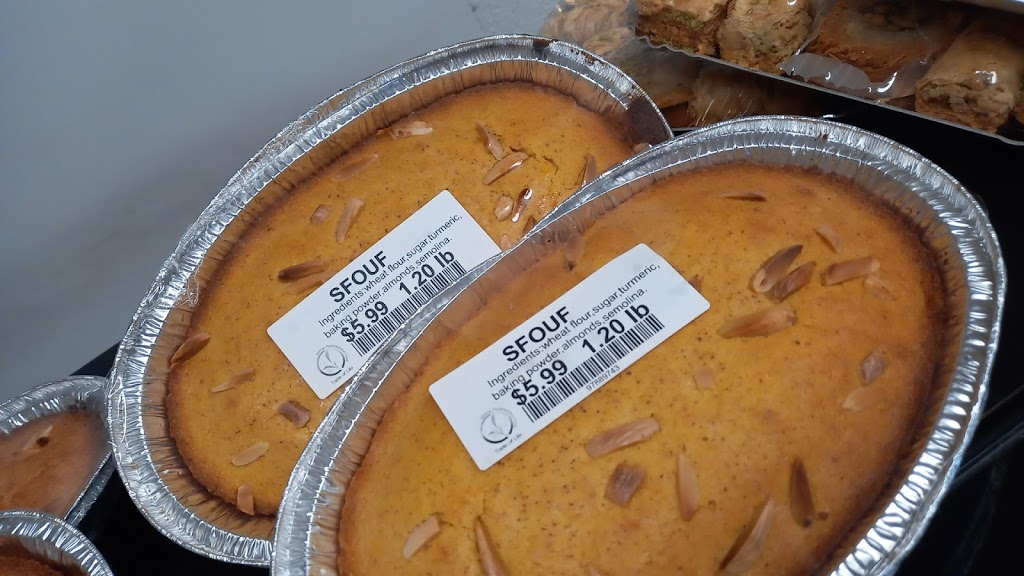 SFOUF
Ingredients:wheat flour,sugar,turmeric,
baking powder,almonds,semolina.
$5.99 1.20 lb
SFOUF
Ingredients:wheat flour,sugar,turmeric,
baking powder,almonds,semolina.
$5.99 1.20 lb
97869743